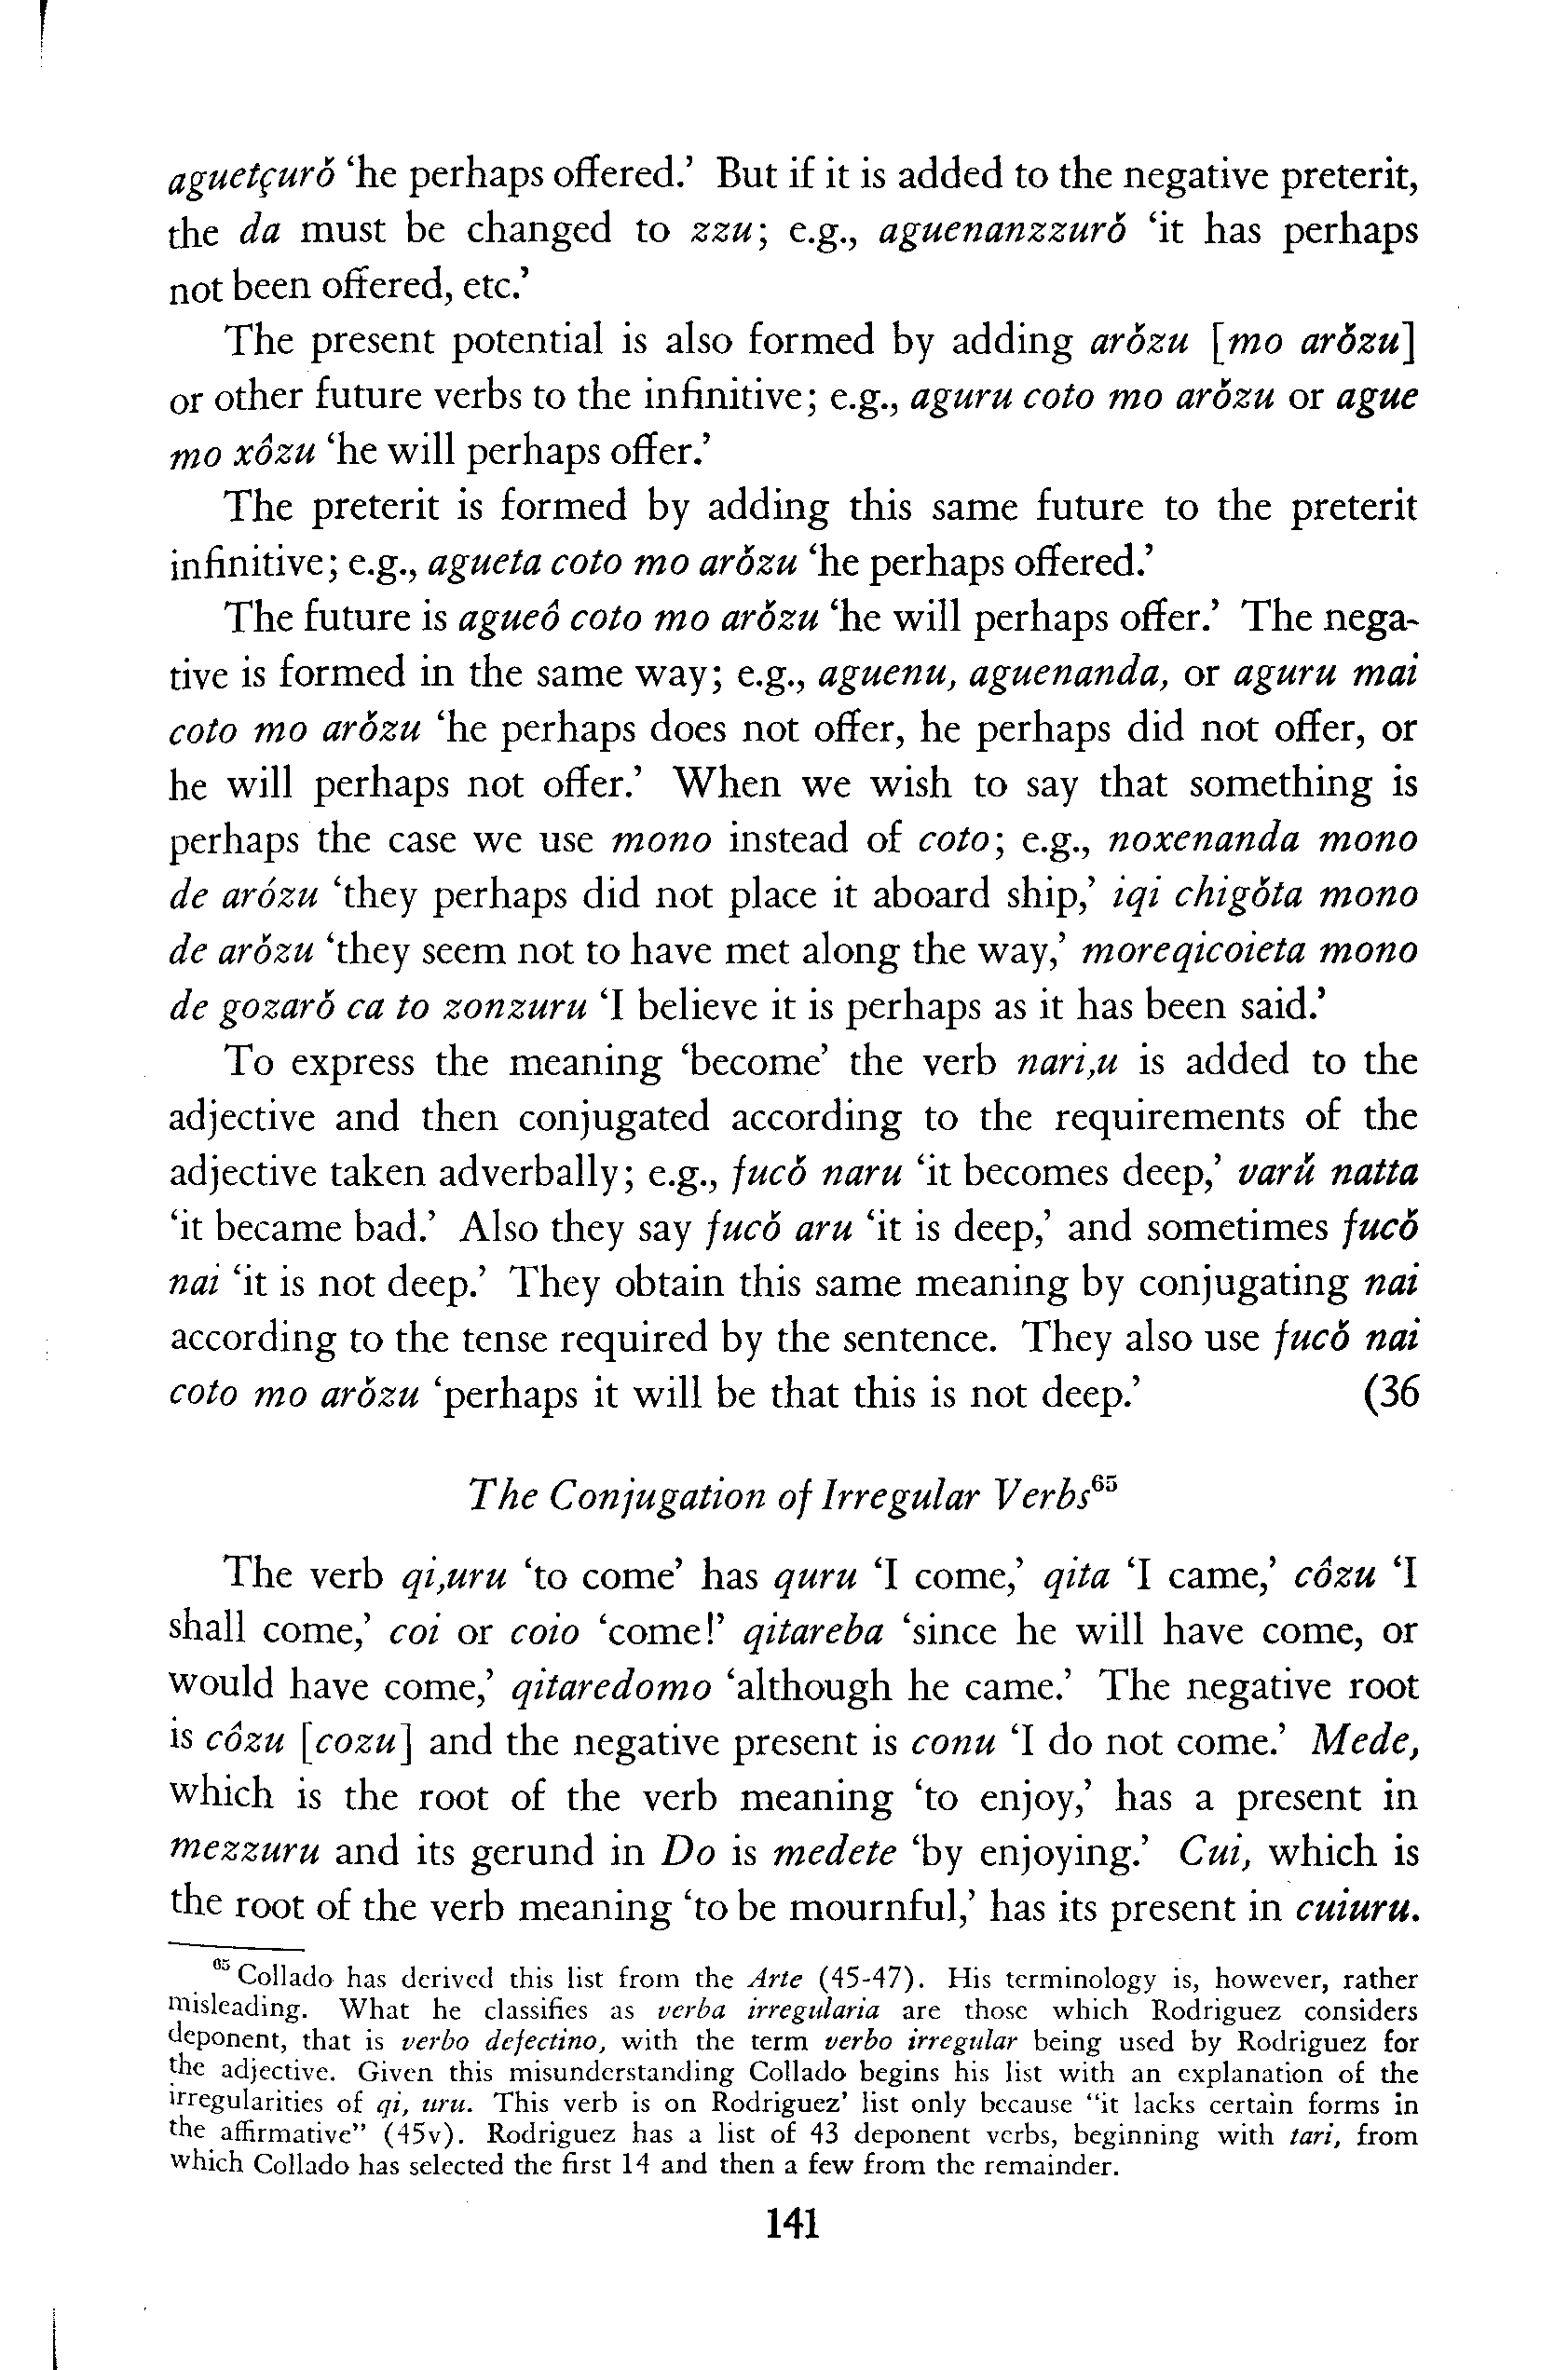 aguetçurǒ ‘he perhaps offered.’ But if it is added to the negative preterit,
the da must be changed to zzu; e.g., aguenanzzurǒ ‘it has perhaps
not been offered, etc.’
The present potential is also formed by adding arǒzu [mo arǒzu]
or other future verbs to the infinitive; e.g., aguru coto mo arǒzu or ague
mo xôzu ‘he will perhaps offer.’
The preterit is formed by adding this same future to the preterit
infinitive; e.g., agueta coto mo arǒzu ‘he perhaps offered.’
The future is agueô coto mo arǒzu ‘he will perhaps offer.’ The nega-
tive is formed in the same way; e.g., aguenu, aguenanda, or aguru mai
coto mo arǒzu ‘he perhaps does not offer, he perhaps did not offer, or
he will perhaps not offer.’ When we wish to say that something is
perhaps the case we use mono instead of coto; e.g., noxenanda mono
de arózu ‘they perhaps did not place it aboard ship,’ iqi chigǒta mono
de arǒzu ‘they seem not to have met along the way,’ moreqicoieta mono
de gozarǒ ca to zonzuru ‘I believe it is perhaps as it has been said.’
To express the meaning ‘become’ the verb nari,u is added to the
adjective and then conjugated according to the requirements of the
adjective taken adverbally; e.g., fucǒ naru ‘it becomes deep,’ varǔ natta
‘it became bad.’ Also they say fucǒ aru ‘it is deep,’ and sometimes fucǒ
nai ‘it is not deep.’ They obtain this same meaning by conjugating nai
according to the tense required by the sentence. They also use fucǒ nai
coto mo arǒzu ‘perhaps it will be that this is not deep.’ (36
The Conjugation of Irregular Verbs⁶⁵
The verb qi,uru ‘to come’ has quru ‘I come,’ qita ‘I came,’ côzu ‘I
shall come,’ coi or coio ‘come!’ qitareba ‘since he will have come, or
would have come,’ qitaredomo ‘although he came.’ The negative root
is côzu [cozu] and the negative present is conu ‘I do not come.’ Mede,
which is the root of the verb meaning ‘to enjoy,’ has a present in
mezzuru and its gerund in Do is medete ‘by enjoying.’ Cui, which is
the root of the verb meaning ‘to be mournful,’ has its present in cuiuru.
⁶⁵ Collado has derived this list from the Arte (45-47). His terminology is, however, rather
misleading. What he classifies as verba irregularia are those which Rodriguez considers
deponent, that is verbo defectino, with the term verbo irregular being used by Rodriguez for
the adjective. Given this misunderstanding Collado begins his list with an explanation of the
irregularities of qi, uru. This verb is on Rodriguez’ list only because “it lacks certain forms in
the affirmative” (45v). Rodriguez has a list of 43 deponent verbs, beginning with tari, from
which Collado has selected the first 14 and then a few from the remainder.
141